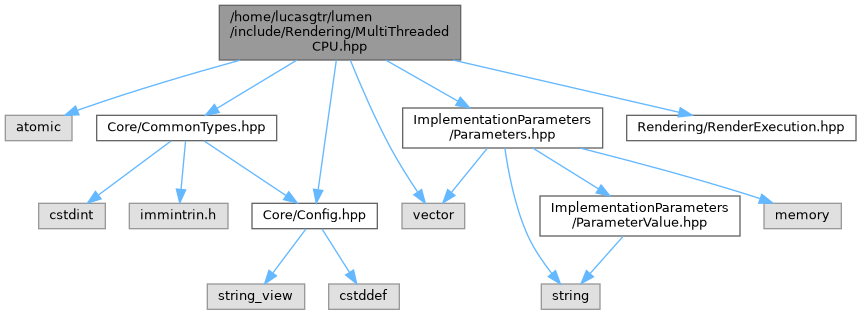 /home/lucasgtr/lumen
/include/Rendering/MultiThreaded
CPU.hpp
atomic
Core/CommonTypes.hpp
ImplementationParameters
/Parameters.hpp
Rendering/RenderExecution.hpp
cstdint
immintrin.h
Core/Config.hpp
vector
ImplementationParameters
/ParameterValue.hpp
memory
string_view
cstddef
string